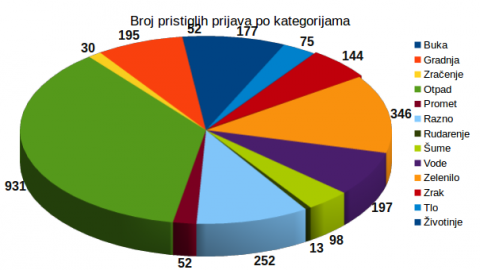 Broj pristiglih prijava po kategorijama
52
177
195
75
30
144
346
931
197
98
13
252
52
Buka
Gradnja
Zračenje
Otpad
Promet
Razno
Rudarenje
Šume
Vode
Zelenilo
Zrak
Tlo
Životinje